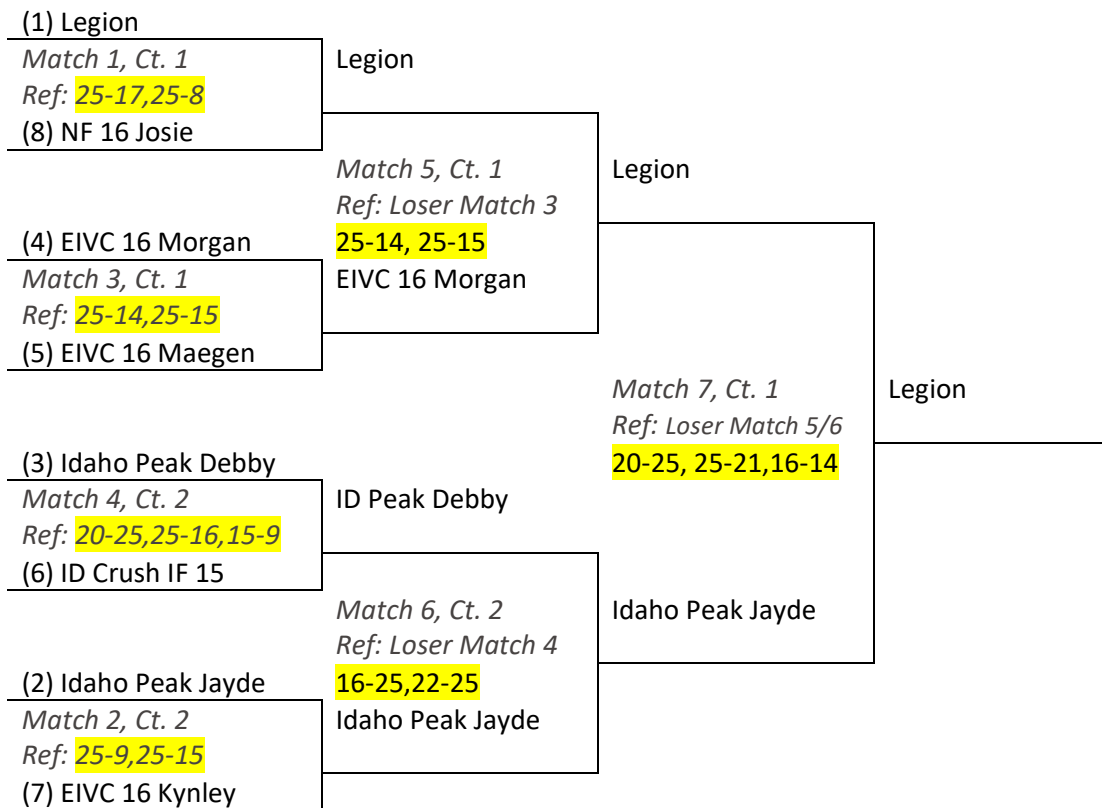 (1) Legion
Match 1, Ct. 1
Ref: 25-17,25-8
(8) NF 16 Josie
(4) EIVC 16 Morgan
Match 3, Ct. 1
Ref: 25-14,25-15
(5) EIVC 16 Maegen
(3) Idaho Peak Debby
Match 4, Ct. 2
Ref: 20-25,25-16,15-9
(6) ID Crush IF 15
(2) Idaho Peak Jayde
Match 2, Ct. 2
Ref: 25-9,25-15
(7) EIVC 16 Kynley
Legion
Match 5, Ct. 1
Ref: Loser Match 3
25-14, 25-15
EIVC 16 Morgan
ID Peak Debby
Match 6, Ct. 2
Ref: Loser Match 4
16-25,22-25
Idaho Peak Jayde
Legion
Match 7, Ct. 1
Ref: Loser Match 5/6
20-25, 25-21,16-14
Idaho Peak Jayde
Legion